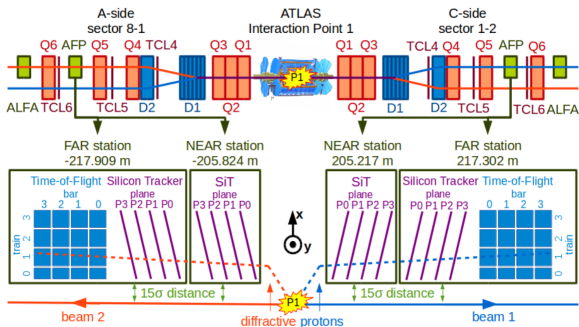 A-side
sector 8-1
ATLAS
Interaction Point 1
C-side
sector 1-2
Q6 AFP Q5 Q4 TCL4 Q3 Q1
Q1 Q3 TCL4 Q4 Q5 AFP Q6
P1
ALFA TCL6 TCL5 D2 D1 Q2
Q2 D1 D2 TCL5 TCL6 ALFA
FAR station
-217.909 m
NEAR station
-205.824 m
NEAR station
205.217 m
FAR station
217.302 m
Time-of-Flight
bar
3 2 1 0
train
3
2
1
0
Silicon Tracker
plane
P3 P2 P1 P0
SiT
plane
P3 P2 P1 P0
x
y
SiT
plane
P0 P1 P2 P3
Silicon Tracker
plane
P0 P1 P2 P3
Time-of-Flight
bar
0 1 2 3
train
3
2
1
0
15σ distance
P1
15σ distance
beam 2
diffractive protons
beam 1